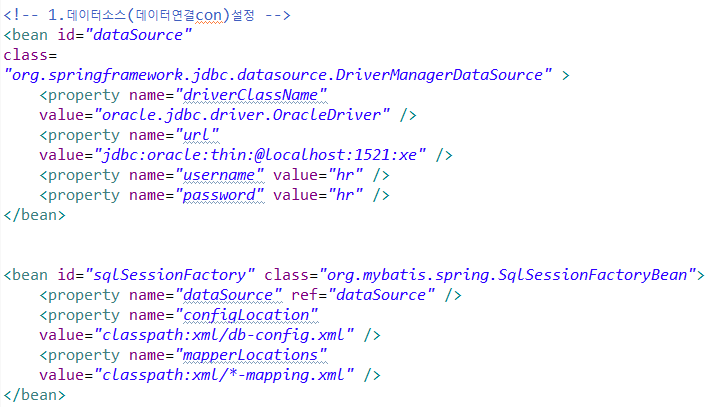 <!-- 1.데이터소스(데이터연결con)설정 -->
<bean id="dataSource"
class=
"org.springframework.jdbc.datasource.DriverManagerDataSource" >
<property name="driverClassName"
value="oracle.jdbc.driver.OracleDriver" />
<property name="url"
value="jdbc:oracle:thin:@localhost:1521:xe" />
<property name="username" value="hr" />
<property name="password" value="hr" />
</bean>
<bean id="sqlSessionFactory" class="org.mybatis.spring.SqlSessionFactoryBean">
<property name="dataSource" ref="dataSource" />
<property name="configLocation"
value="classpath:xml/db-config.xml" />
<property name="mapperLocations"
value="classpath:xml/*-mapping.xml" />
</bean>